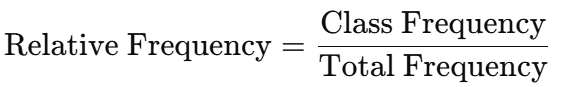 Relative Frequency = Class Frequency / Total Frequency